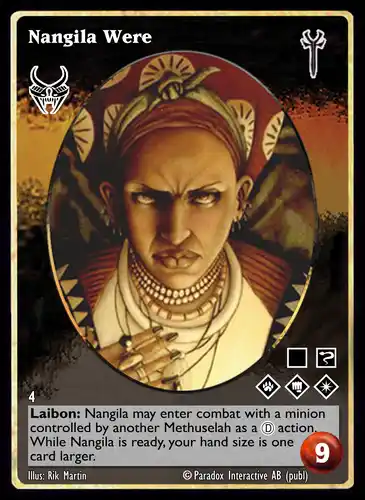 Nangila Were
4
Laibon: Nangila may enter combat with a minion
controlled by another Methuselah as a Ⓓ action.
While Nangila is ready, your hand size is one
card larger.
9
Illus: Rik Martin © Paradox Interactive AB (publ)